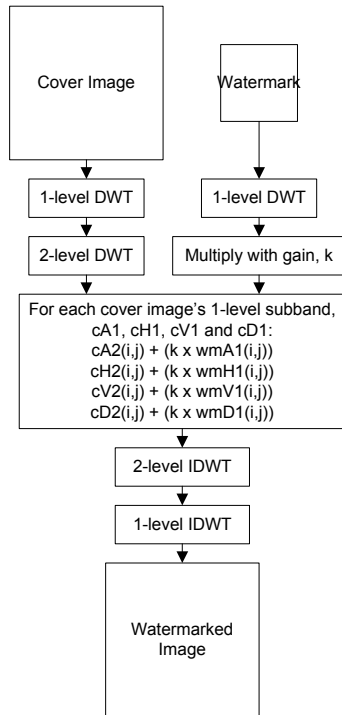 Cover Image
Watermark
1-level DWT
1-level DWT
2-level DWT
Multiply with gain, k
For each cover image's 1-level subband,
cA1, cH1, cV1 and cD1:
cA2(i,j) + (k x wmA1(i,j))
cH2(i,j) + (k x wmH1(i,j))
cV2(i,j) + (k x wmV1(i,j))
cD2(i,j) + (k x wmD1(i,j))
2-level IDWT
1-level IDWT
Watermarked
Image